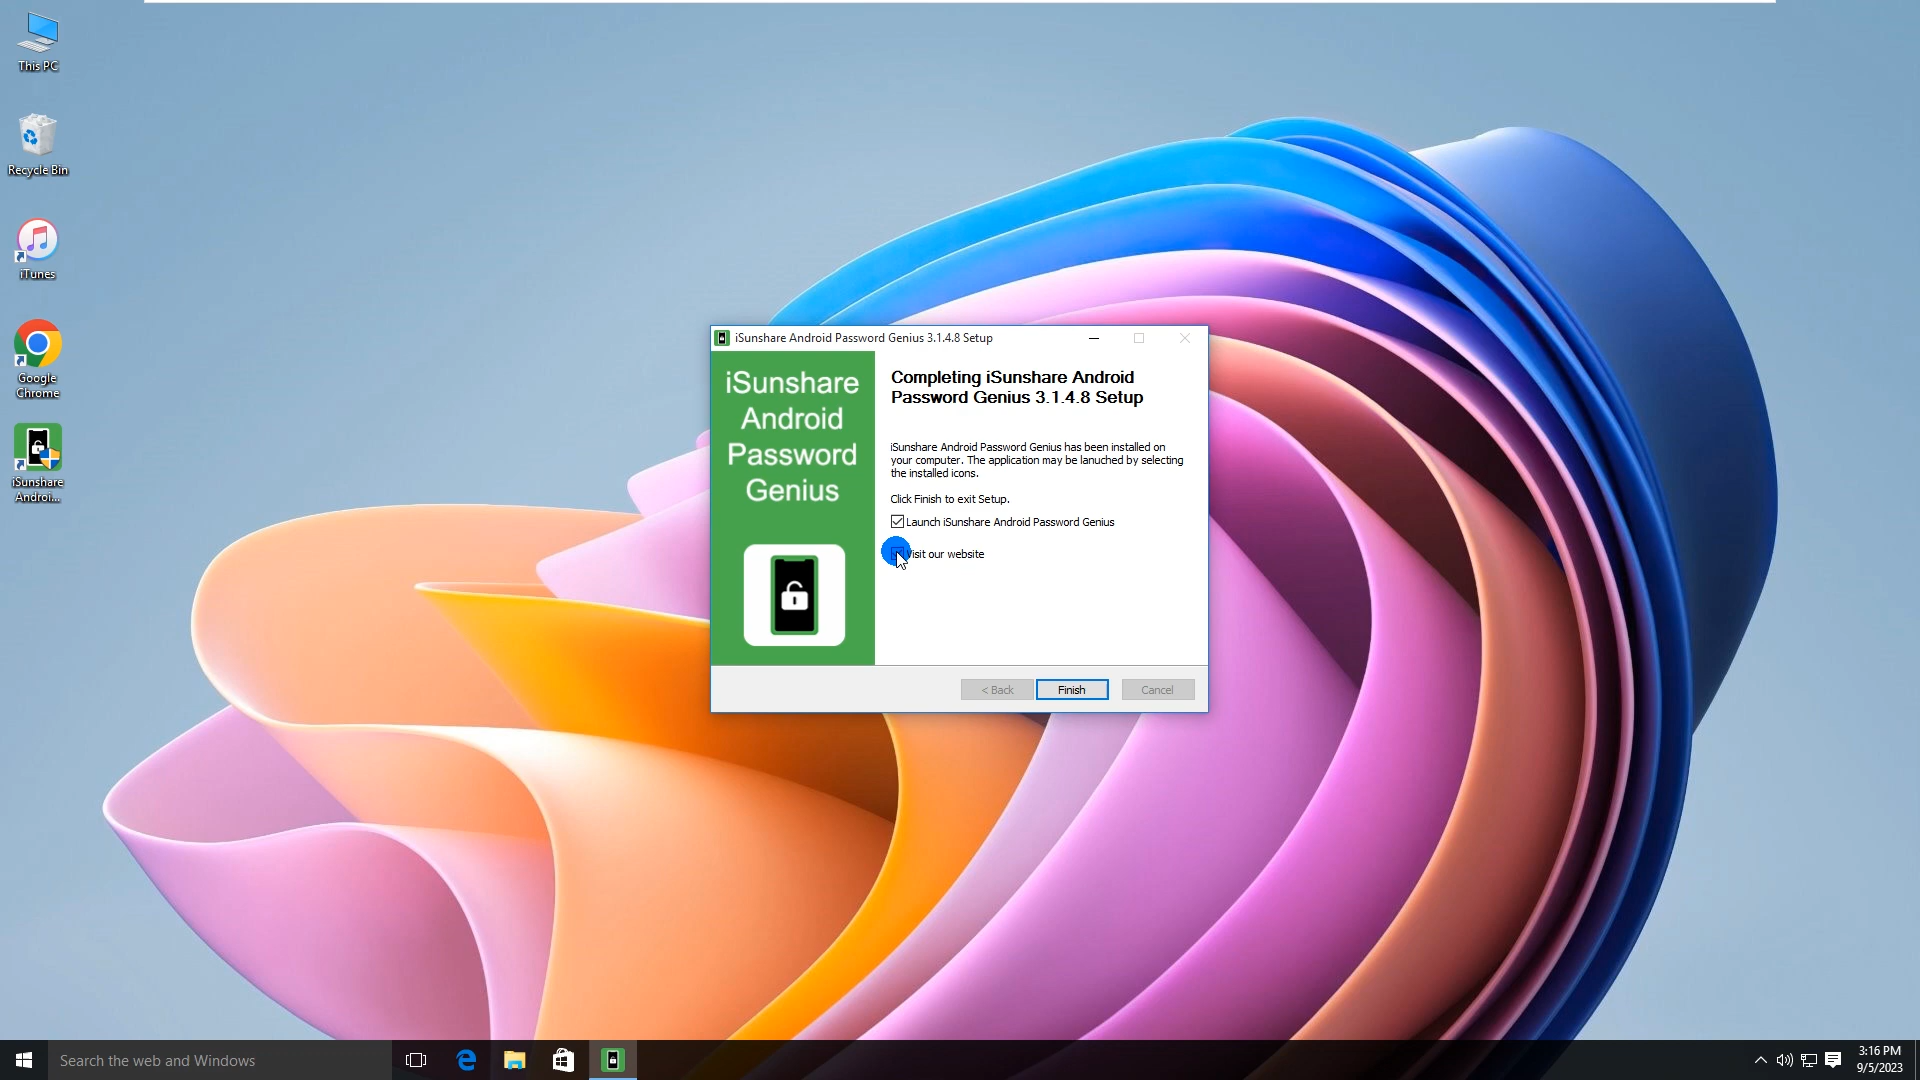 This PC
Recycle Bin
iTunes
Google
Chrome
iSunshare
Androi...
iSunshare Android Password Genius 3.1.4.8 Setup
iSunshare
Android
Password
Genius
Completing iSunshare Android
Password Genius 3.1.4.8 Setup
iSunshare Android Password Genius has been installed on
your computer. The application may be lanuched by selecting
the installed icons.
Click Finish to exit Setup.
Launch iSunshare Android Password Genius
Visit our website
< Back
Finish
Cancel
Search the web and Windows
3:16 PM
9/5/2023